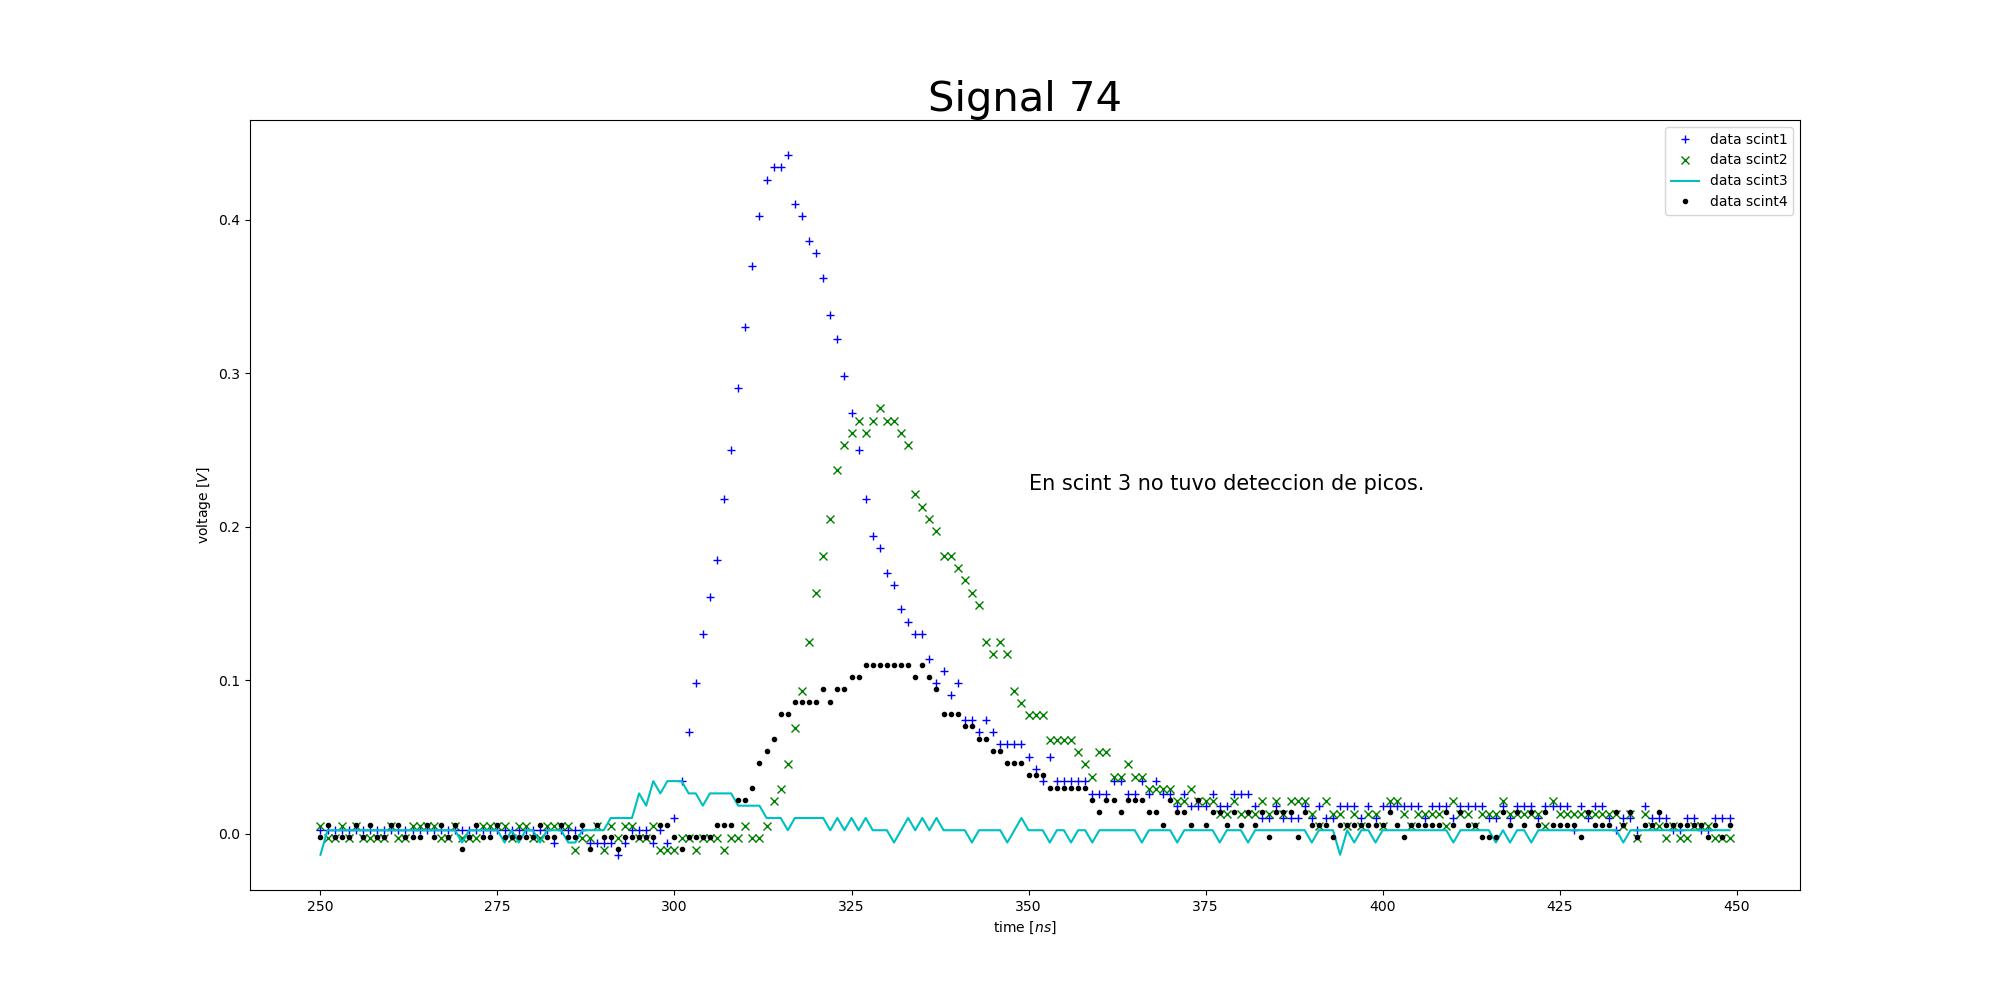 Signal 74
data scint1
data scint2
data scint3
data scint4
0.4
0.3
0.2
0.1
0.0
voltage [V]
En scint 3 no tuvo deteccion de picos.
250 275 300 325 350 375 400 425 450
time [ns]